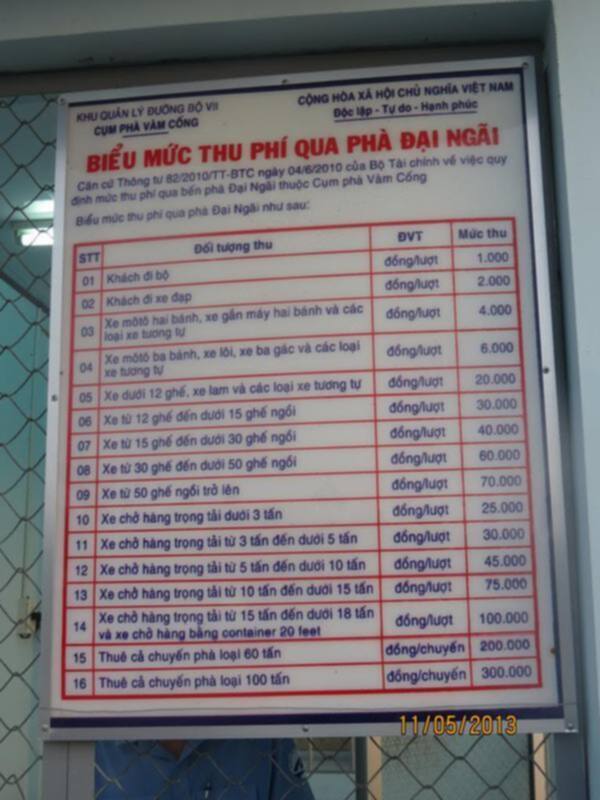 KHU QUẢN LÝ ĐƯỜNG BỘ VII
CỤM PHÀ VÀM CỐNG
CỘNG HÒA XÃ HỘI CHỦ NGHĨA VIỆT NAM
Độc lập - Tự do - Hạnh phúc
BIỂU MỨC THU PHÍ QUA PHÀ ĐẠI NGÃI
Căn cứ Thông tư 82/2010/TT-BTC ngày 04/6/2010 của Bộ Tài chính về việc quy
định mức thu phí qua bến phà Đại Ngãi thuộc Cụm phà Vàm Cống
Biểu mức thu phí qua phà Đại Ngãi như sau:
STT Đối tượng thu ĐVT Mức thu
01 Khách đi bộ đồng/lượt 1.000
02 Khách đi xe đạp đồng/lượt 2.000
03 Xe môtô hai bánh, xe gắn máy hai bánh và các
loại xe tương tự đồng/lượt 4.000
04 Xe môtô ba bánh, xe lôi, xe ba gác và các loại
xe tương tự đồng/lượt 6.000
05 Xe dưới 12 ghế, xe lam và các loại xe tương tự đồng/lượt 20.000
06 Xe từ 12 ghế đến dưới 15 ghế ngồi đồng/lượt 30.000
07 Xe từ 15 ghế đến dưới 30 ghế ngồi đồng/lượt 40.000
08 Xe từ 30 ghế đến dưới 50 ghế ngồi đồng/lượt 60.000
09 Xe từ 50 ghế ngồi trở lên đồng/lượt 70.000
10 Xe chở hàng trọng tải dưới 3 tấn đồng/lượt 25.000
11 Xe chở hàng trọng tải từ 3 tấn đến dưới 5 tấn đồng/lượt 30.000
12 Xe chở hàng trọng tải từ 5 tấn đến dưới 10 tấn đồng/lượt 45.000
13 Xe chở hàng trọng tải từ 10 tấn đến dưới 15 tấn đồng/lượt 75.000
14 Xe chở hàng trọng tải từ 15 tấn đến dưới 18 tấn
và xe chở hàng bằng container 20 feet đồng/lượt 100.000
15 Thuê cả chuyến phà loại 60 tấn đồng/chuyến 200.000
16 Thuê cả chuyến phà loại 100 tấn đồng/chuyến 300.000
11/05/2013